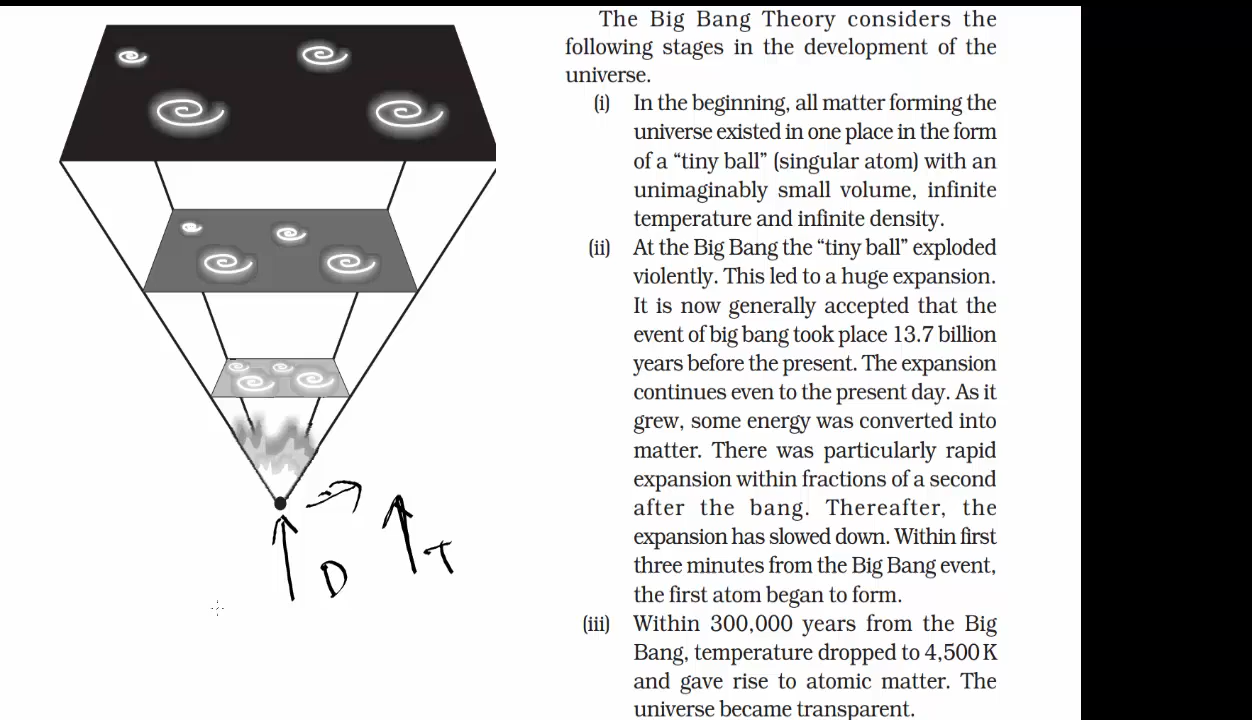 The Big Bang Theory considers the
following stages in the development of the
universe.
(i) In the beginning, all matter forming the
universe existed in one place in the form
of a “tiny ball” (singular atom) with an
unimaginably small volume, infinite
temperature and infinite density.
(ii) At the Big Bang the “tiny ball” exploded
violently. This led to a huge expansion.
It is now generally accepted that the
event of big bang took place 13.7 billion
years before the present. The expansion
continues even to the present day. As it
grew, some energy was converted into
matter. There was particularly rapid
expansion within fractions of a second
after the bang. Thereafter, the
expansion has slowed down. Within first
three minutes from the Big Bang event,
the first atom began to form.
(iii) Within 300,000 years from the Big
Bang, temperature dropped to 4,500 K
and gave rise to atomic matter. The
universe became transparent.
D
T